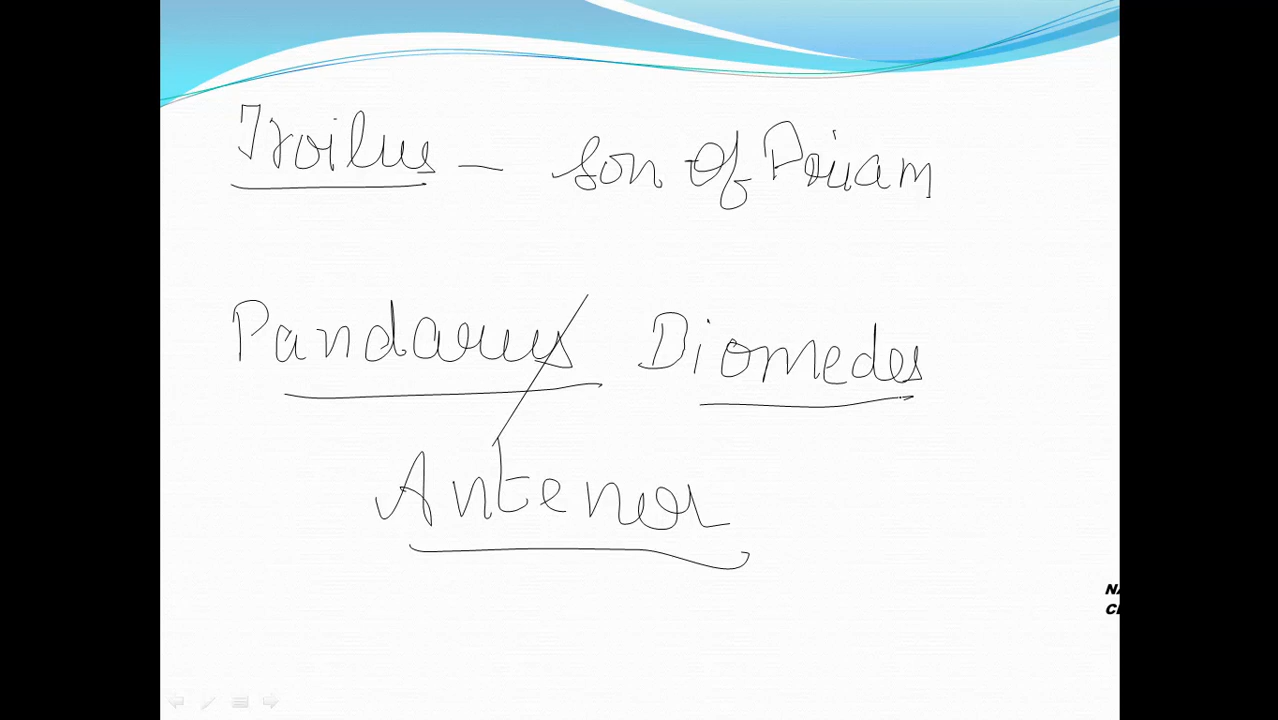 Troilus – son of Priam
Pandarus Diomedes
Antenor